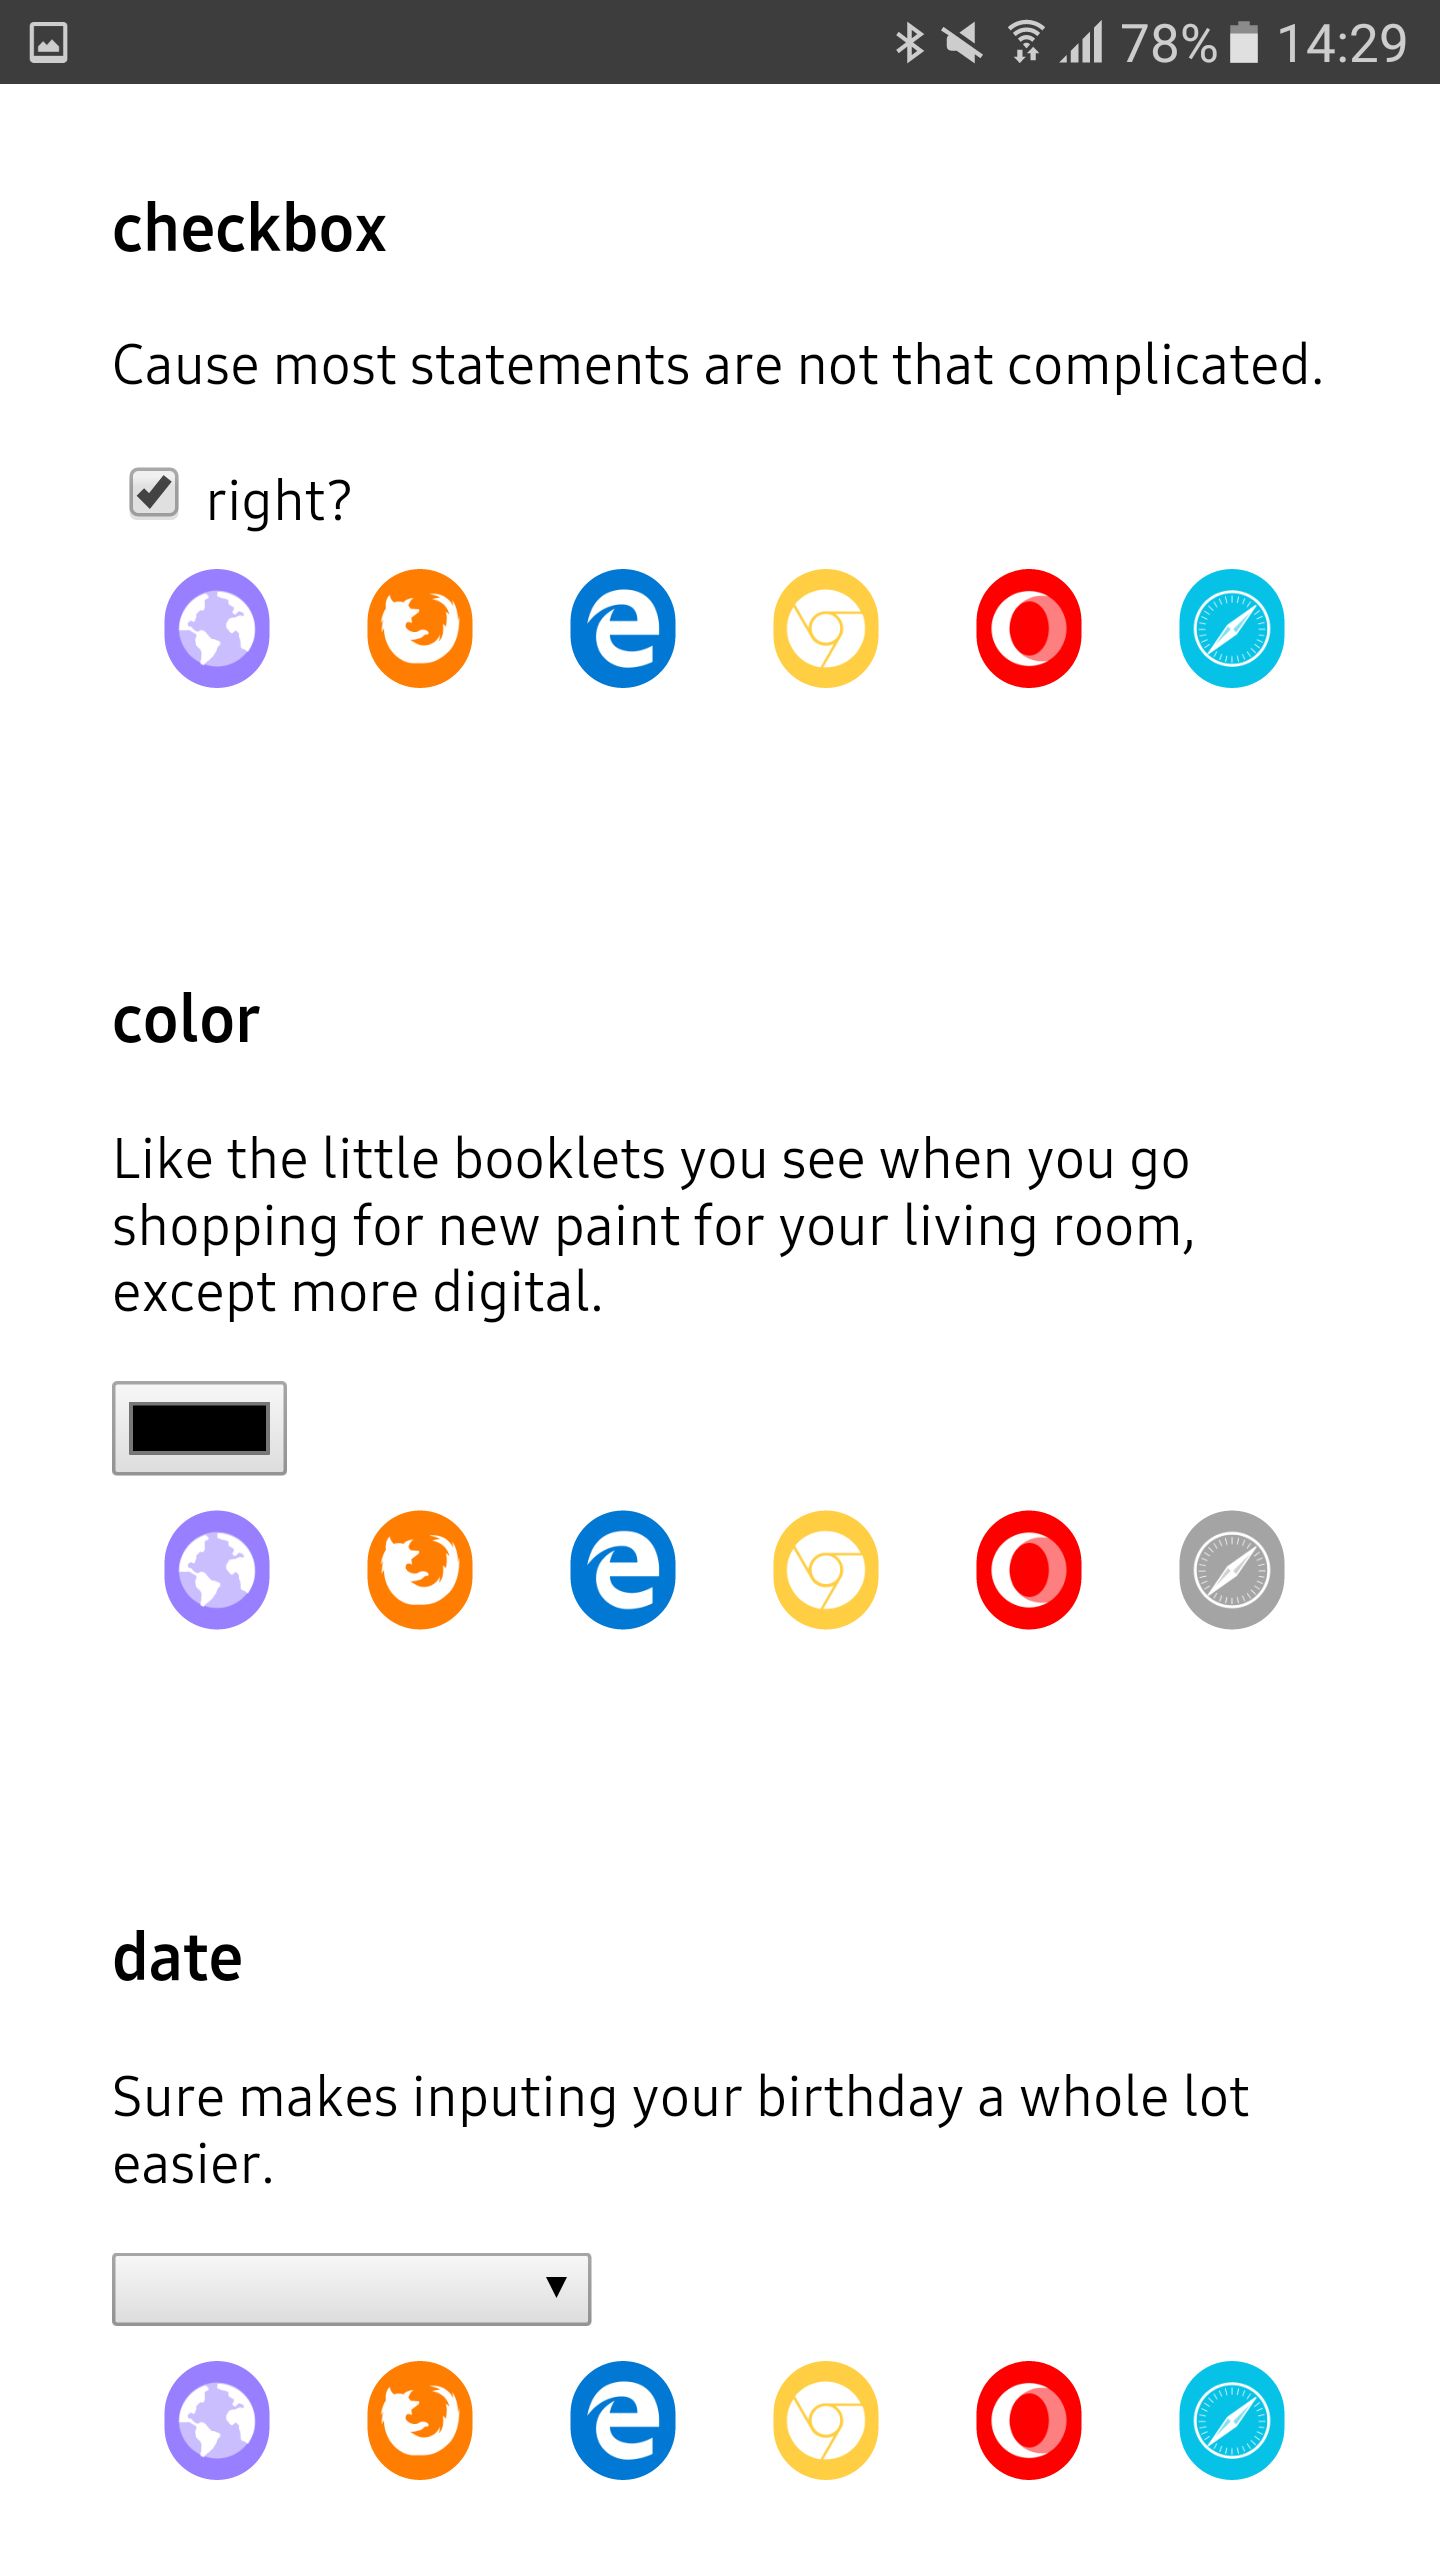 78% 14:29
checkbox
Cause most statements are not that complicated.
right?
color
Like the little booklets you see when you go
shopping for new paint for your living room,
except more digital.
date
Sure makes inputing your birthday a whole lot
easier.